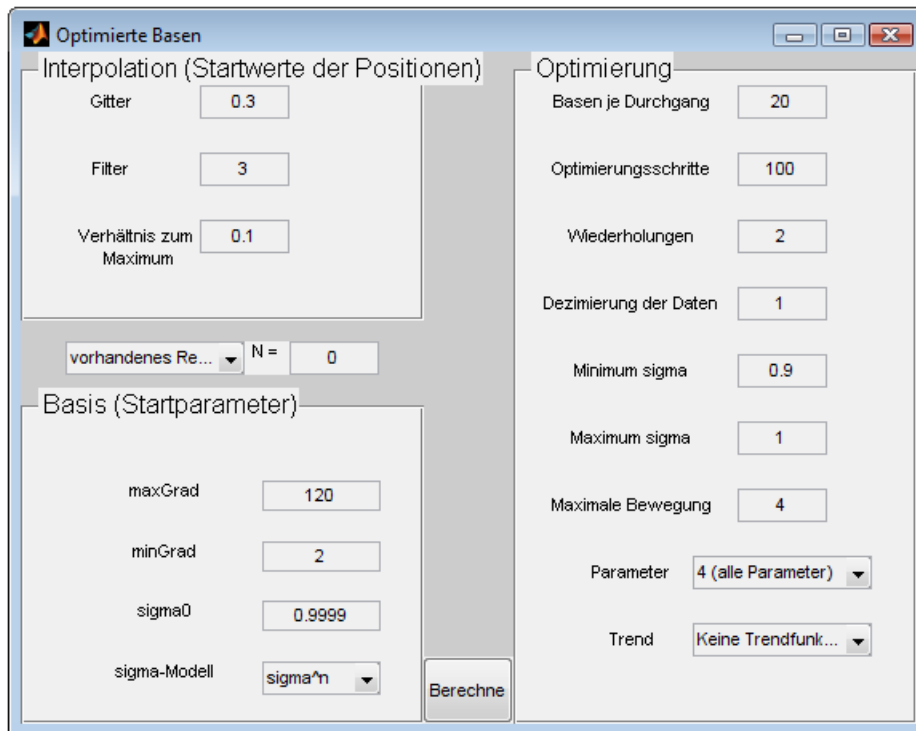 Optimierte Basen
Interpolation (Startwerte der Positionen)
Gitter 0.3
Filter 3
Verhältnis zum 0.1
Maximum
vorhandenes Re... N = 0
Basis (Startparameter)
maxGrad 120
minGrad 2
sigma0 0.9999
sigma-Modell sigma^n
Berechne
Optimierung
Basen je Durchgang 20
Optimierungsschritte 100
Wiederholungen 2
Dezimierung der Daten 1
Minimum sigma 0.9
Maximum sigma 1
Maximale Bewegung 4
Parameter 4 (alle Parameter)
Trend Keine Trendfunk...